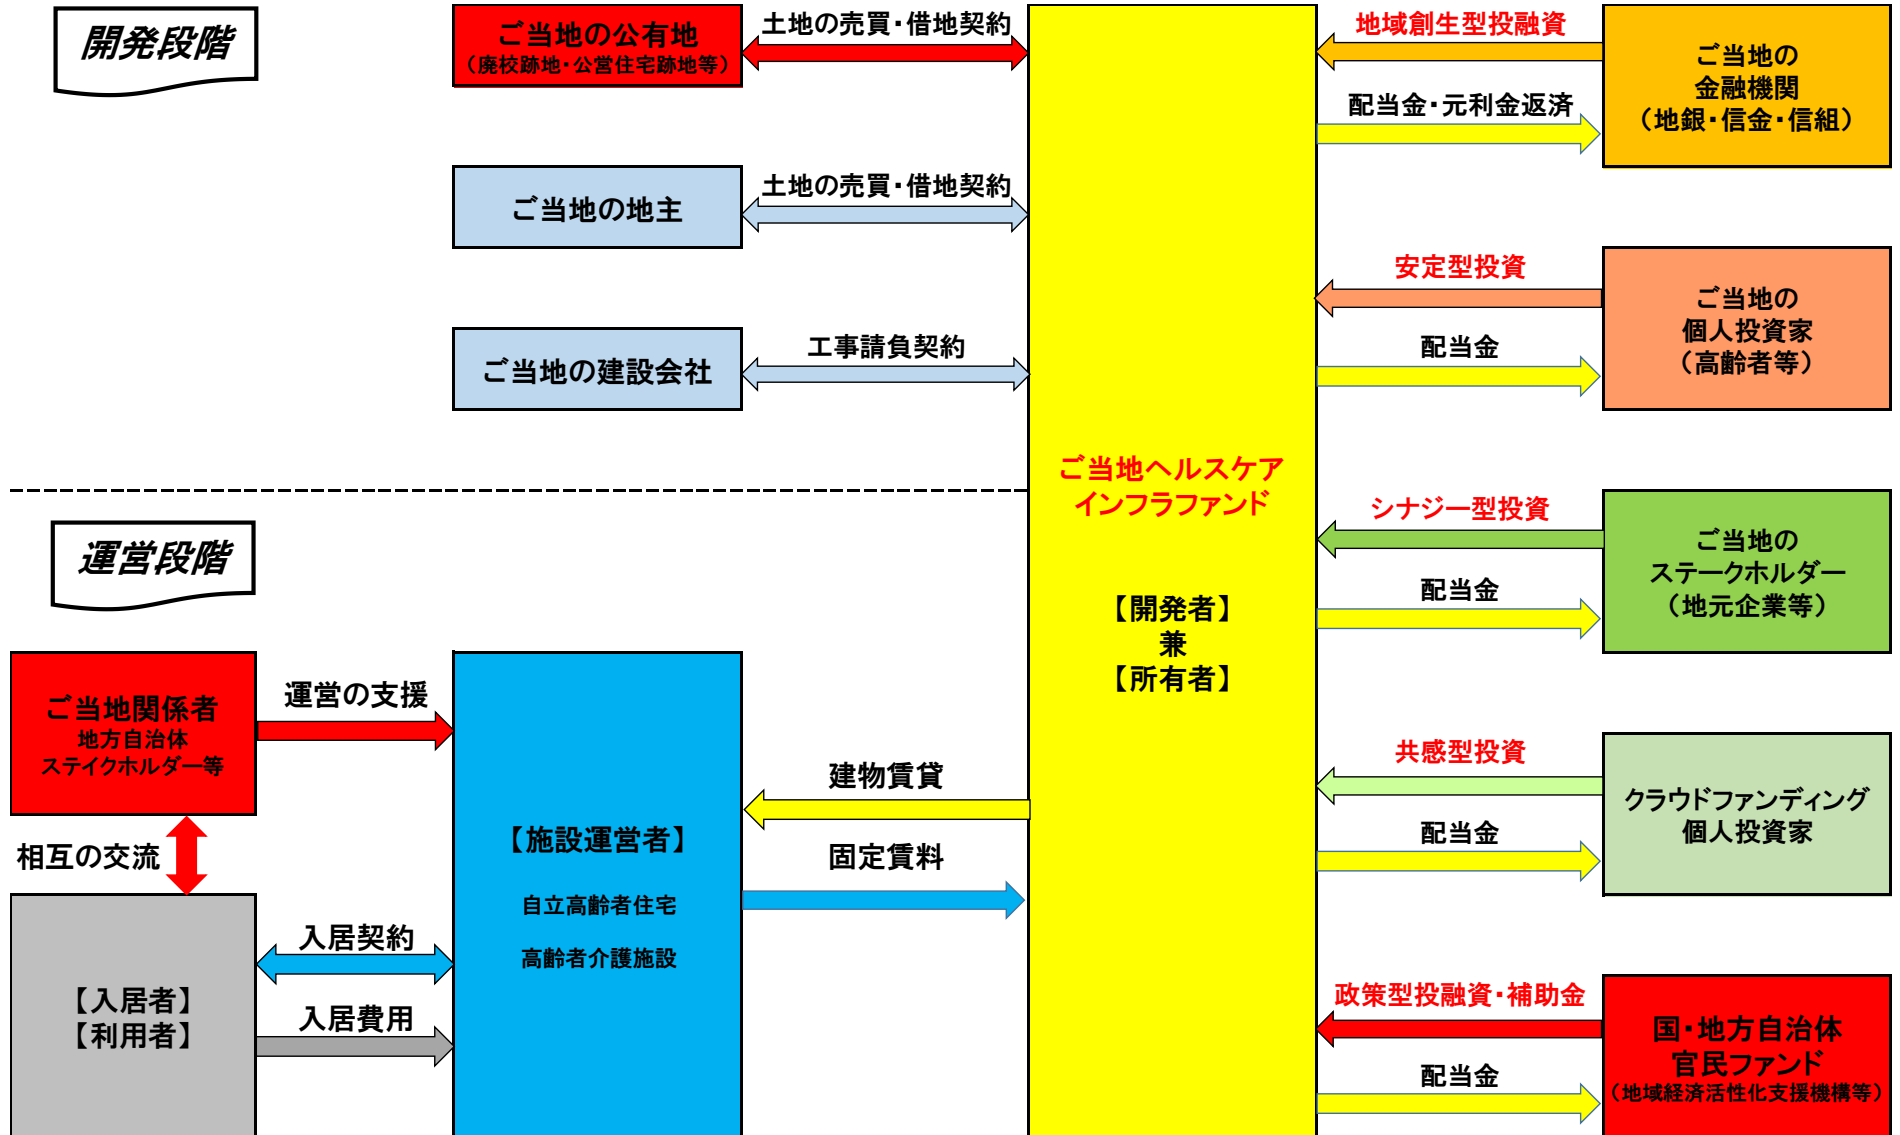 開発段階
ご当地の公有地
（廃校跡地・公営住宅跡地等）
土地の売買・借地契約
ご当地の地主
土地の売買・借地契約
ご当地の建設会社
工事請負契約
運営段階
ご当地関係者
地方自治体
ステイクホルダー等
運営の支援
相互の交流
【入居者】
【利用者】
入居契約
入居費用
【施設運営者】
自立高齢者住宅
高齢者介護施設
建物賃貸
固定賃料
ご当地ヘルスケア
インフラファンド
【開発者】
兼
【所有者】
地域創生型投融資
配当金・元利金返済
ご当地の
金融機関
（地銀・信金・信組）
安定型投資
配当金
ご当地の
個人投資家
（高齢者等）
シナジー型投資
配当金
ご当地の
ステークホルダー
（地元企業等）
共感型投資
配当金
クラウドファンディング
個人投資家
政策型投融資・補助金
配当金
国・地方自治体
官民ファンド
（地域経済活性化支援機構等）